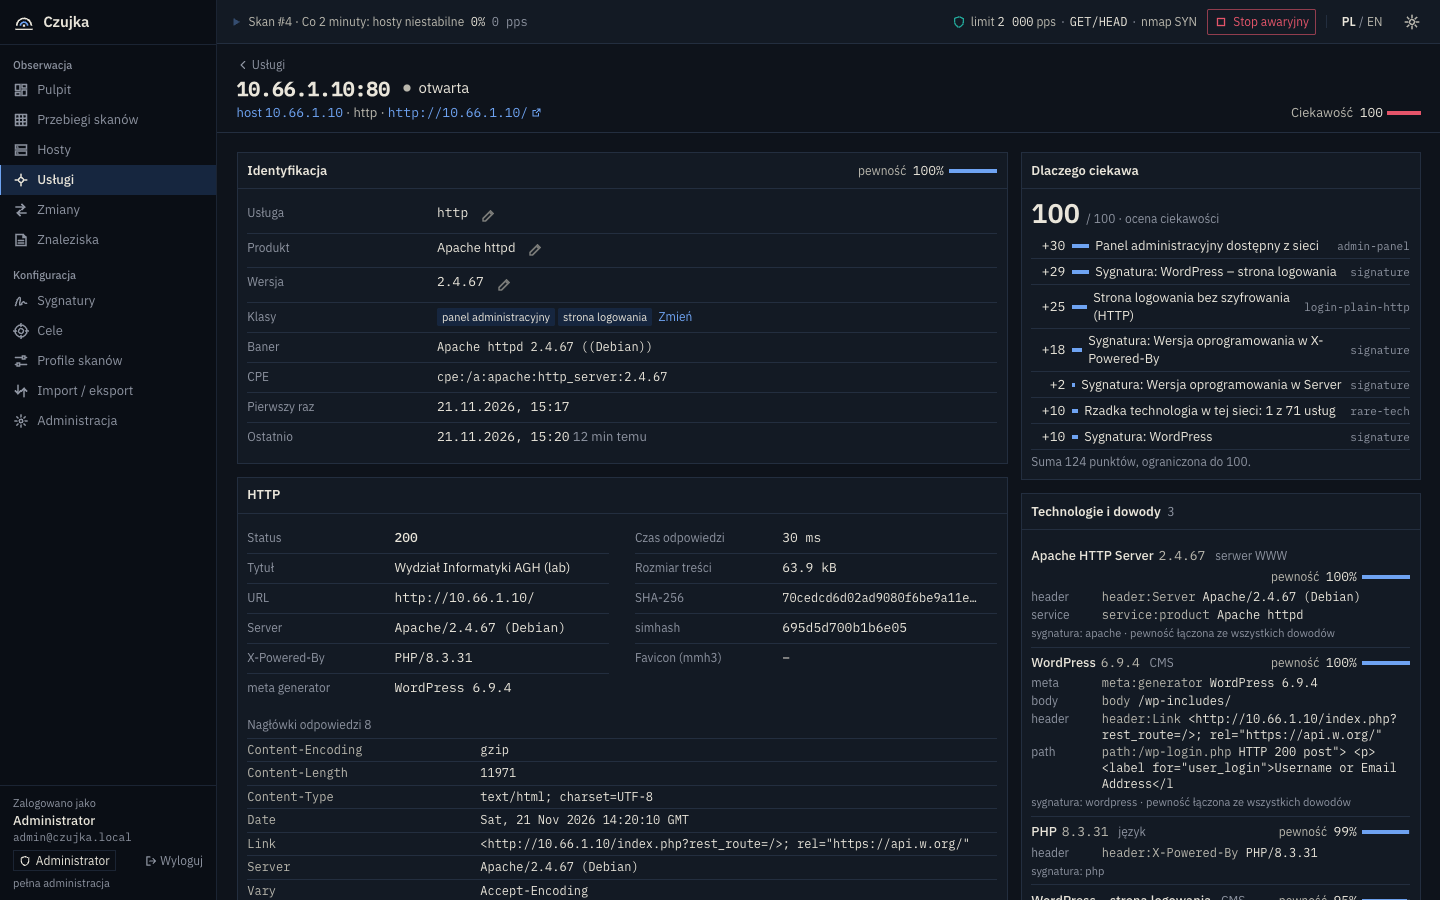 Czujka
Obserwacja
Pulpit
Przebiegi skanów
Hosty
Usługi
Zmiany
Znaleziska
Konfiguracja
Sygnatury
Cele
Profile skanów
Import / eksport
Administracja
Zalogowano jako
Administrator
admin@czujka.local
Administrator
Wyloguj
pełna administracja
Skan #4 · Co 2 minuty: hosty niestabilne 0% 0 pps
limit 2 000 pps · GET/HEAD · nmap SYN
Stop awaryjny
PL / EN
Usługi
10.66.1.10:80 otwarta
host 10.66.1.10 · http · http://10.66.1.10/
Ciekawość 100
Identyfikacja pewność 100%
Usługa http
Produkt Apache httpd
Wersja 2.4.67
Klasy panel administracyjny strona logowania Zmień
Baner Apache httpd 2.4.67 ((Debian))
CPE cpe:/a:apache:http_server:2.4.67
Pierwszy raz 21.11.2026, 15:17
Ostatnio 21.11.2026, 15:20 12 min temu
HTTP
Status 200
Tytuł Wydział Informatyki AGH (lab)
URL http://10.66.1.10/
Server Apache/2.4.67 (Debian)
X-Powered-By PHP/8.3.31
meta generator WordPress 6.9.4
Czas odpowiedzi 30 ms
Rozmiar treści 63.9 kB
SHA-256 70cedcd6d02ad9080f6be9a11e…
simhash 695d5d700b1b6e05
Favicon (mmh3) –
Nagłówki odpowiedzi 8
Content-Encoding gzip
Content-Length 11971
Content-Type text/html; charset=UTF-8
Date Sat, 21 Nov 2026 14:20:10 GMT
Link <http://10.66.1.10/index.php?rest_route=/>; rel="https://api.w.org/"
Server Apache/2.4.67 (Debian)
Vary Accept-Encoding
Dlaczego ciekawa
100 / 100 · ocena ciekawości
+30 Panel administracyjny dostępny z sieci admin-panel
+29 Sygnatura: WordPress – strona logowania signature
+25 Strona logowania bez szyfrowania
(HTTP) login-plain-http
+18 Sygnatura: Wersja oprogramowania w X-
Powered-By signature
+2 Sygnatura: Wersja oprogramowania w Server signature
+10 Rzadka technologia w tej sieci: 1 z 71 usług rare-tech
+10 Sygnatura: WordPress signature
Suma 124 punktów, ograniczona do 100.
Technologie i dowody 3
Apache HTTP Server 2.4.67 serwer WWW
pewność 100%
header header:Server Apache/2.4.67 (Debian)
service service:product Apache httpd
sygnatura: apache · pewność łączona ze wszystkich dowodów
WordPress 6.9.4 CMS pewność 100%
meta meta:generator WordPress 6.9.4
body body /wp-includes/
header header:Link <http://10.66.1.10/index.php?
rest_route=/>; rel="https://api.w.org/"
path path:/wp-login.php HTTP 200 post"> <p>
<label for="user_login">Username or Email
Address</l
sygnatura: wordpress · pewność łączona ze wszystkich dowodów
PHP 8.3.31 język pewność 99%
header header:X-Powered-By PHP/8.3.31
sygnatura: php
WordPress – strona logowania CMS pewność 95%